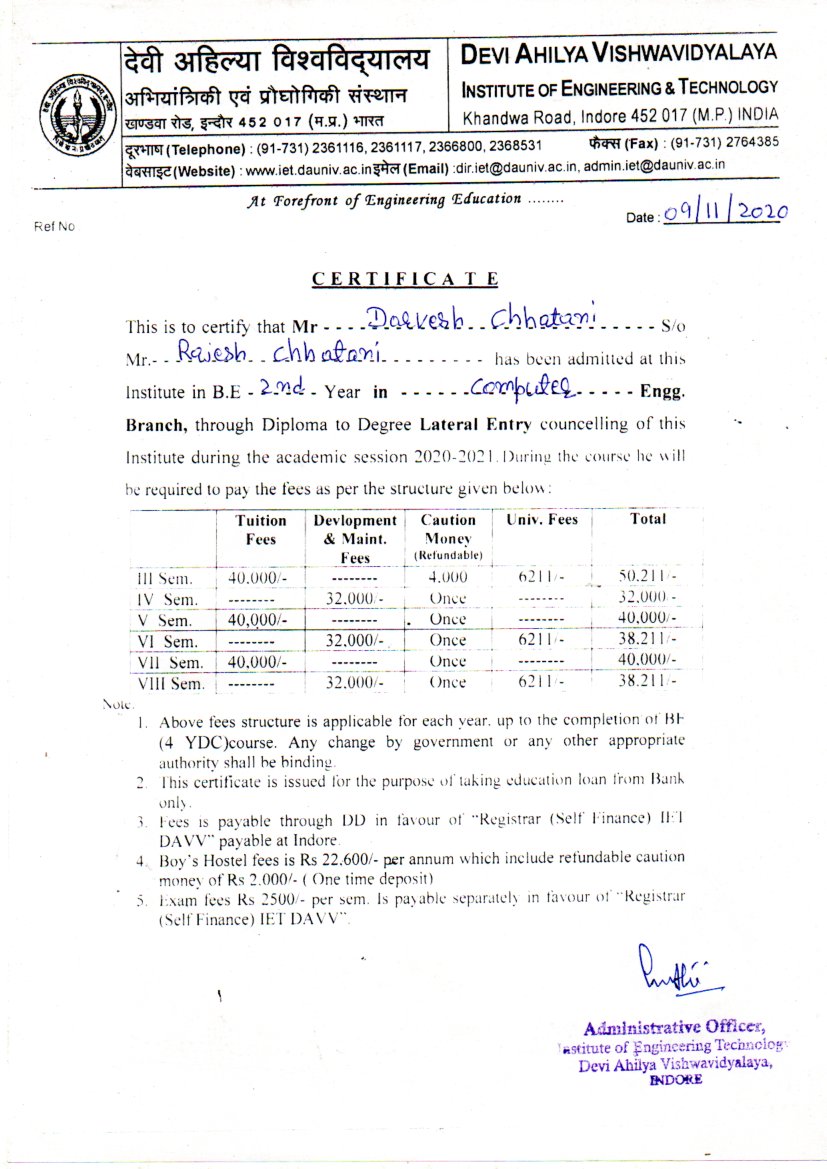 देवी अहिल्या विश्वविद्यालय
अभियांत्रिकी एवं प्रौद्योगिकी संस्थान
खण्डवा रोड, इन्दौर 452 017 (म.प्र.) भारत
DEVI AHILYA VISHWAVIDYALAYA
INSTITUTE OF ENGINEERING & TECHNOLOGY
Khandwa Road, Indore 452 017 (M.P.) INDIA
दूरभाष (Telephone) : (91-731) 2361116, 2361117, 2366800, 2368531 फैक्स (Fax) : (91-731) 2764385
वेबसाइट (Website) : www.iet.dauniv.ac.in इमेल (Email) :dir.iet@dauniv.ac.in, admin.iet@dauniv.ac.in
At Forefront of Engineering Education ........
Ref No
Date : 09/11/2020
CERTIFICATE
This is to certify that Mr ----Darvesh Chhatani------ S/o
Mr.-- Rajesh Chhatani--------- has been admitted at this
Institute in B.E - 2nd - Year in ------Computer----- Engg.
Branch, through Diploma to Degree Lateral Entry councelling of this
Institute during the academic session 2020-2021. During the course he will
be required to pay the fees as per the structure given below:
Tuition Fees Devlopment & Maint. Fees Caution Money (Refundable) Univ. Fees Total
III Sem. 40,000/- -------- 4,000 6211/- 50,211/-
IV Sem. -------- 32,000/- Once -------- 32,000/-
V Sem. 40,000/- -------- Once -------- 40,000/-
VI Sem. -------- 32,000/- Once 6211/- 38,211/-
VII Sem. 40,000/- -------- Once -------- 40,000/-
VIII Sem. -------- 32,000/- Once 6211/- 38,211/-
Note:
1. Above fees structure is applicable for each year, up to the completion of BE
(4 YDC)course. Any change by government or any other appropriate
authority shall be binding.
2. This certificate is issued for the purpose of taking education loan from Bank
only.
3. Fees is payable through DD in favour of "Registrar (Self Finance) IET
DAVV" payable at Indore.
4. Boy's Hostel fees is Rs 22,600/- per annum which include refundable caution
money of Rs 2,000/- ( One time deposit)
5. Exam fees Rs 2500/- per sem. Is payable separately in favour of "Registrar
(Self Finance) IET DAVV".
Administrative Officer,
Institute of Engineering Technology
Devi Ahilya Vishwavidyalaya,
INDORE